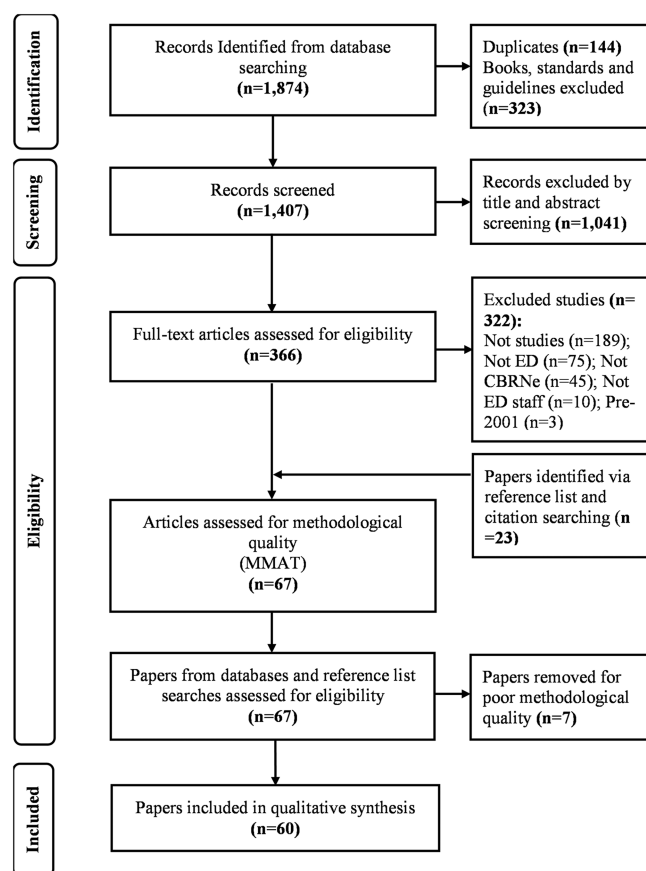 Identification
Records Identified from database
searching
(n=1,874)
Duplicates (n=144)
Books, standards and
guidelines excluded
(n=323)
Screening
Records screened
(n=1,407)
Records excluded by
title and abstract
screening (n=1,041)
Eligibility
Full-text articles assessed for eligibility
(n=366)
Excluded studies (n=
322):
Not studies (n=189);
Not ED (n=75); Not
CBRNe (n=45); Not
ED staff (n=10); Pre-
2001 (n=3)
Papers identified via
reference list and
citation searching (n
=23)
Articles assessed for methodological
quality
(MMAT)
(n=67)
Papers from databases and reference list
searches assessed for eligibility
(n=67)
Papers removed for
poor methodological
quality (n=7)
Included
Papers included in qualitative synthesis
(n=60)